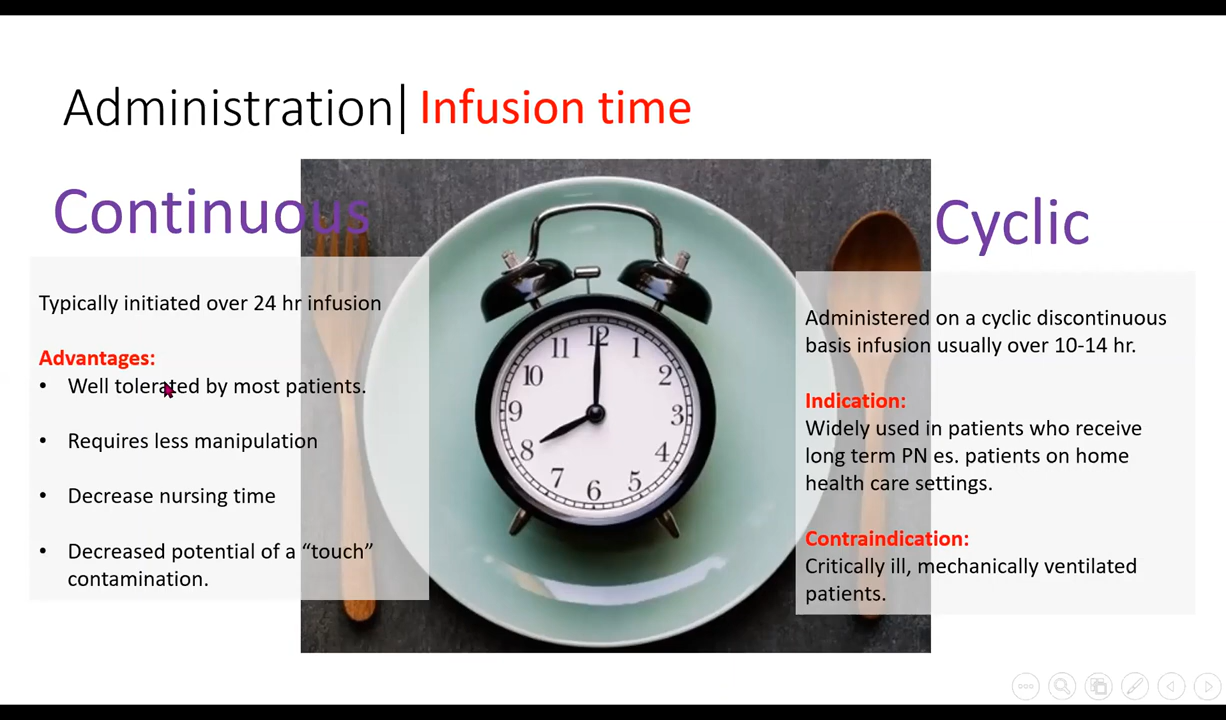 Administration| Infusion time
Continuous
Typically initiated over 24 hr infusion
Advantages:
• Well tolerated by most patients.
• Requires less manipulation
• Decrease nursing time
• Decreased potential of a “touch”
contamination.
12
1
2
3
4
5
6
7
8
9
10
11
Cyclic
Administered on a cyclic discontinuous
basis infusion usually over 10-14 hr.
Indication:
Widely used in patients who receive
long term PN es. patients on home
health care settings.
Contraindication:
Critically ill, mechanically ventilated
patients.